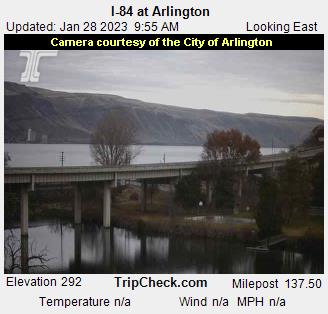 I-84 at Arlington
Updated: Jan 28 2023 9:55 AM Looking East
Camera courtesy of the City of Arlington
Elevation 292 TripCheck.com Milepost 137.50
Temperature n/a Wind n/a MPH n/a